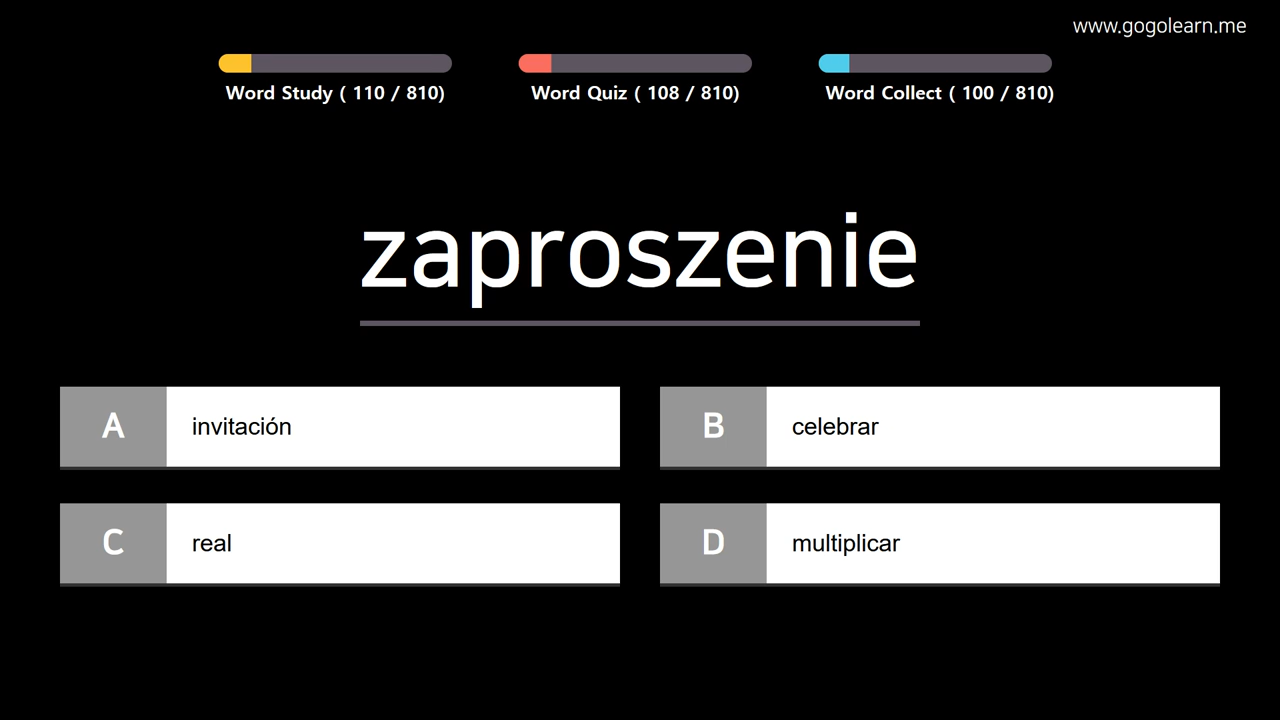 www.gogolearn.me
Word Study ( 110 / 810)
Word Quiz ( 108 / 810)
Word Collect ( 100 / 810)
zaproszenie
A
invitación
B
celebrar
C
real
D
multiplicar